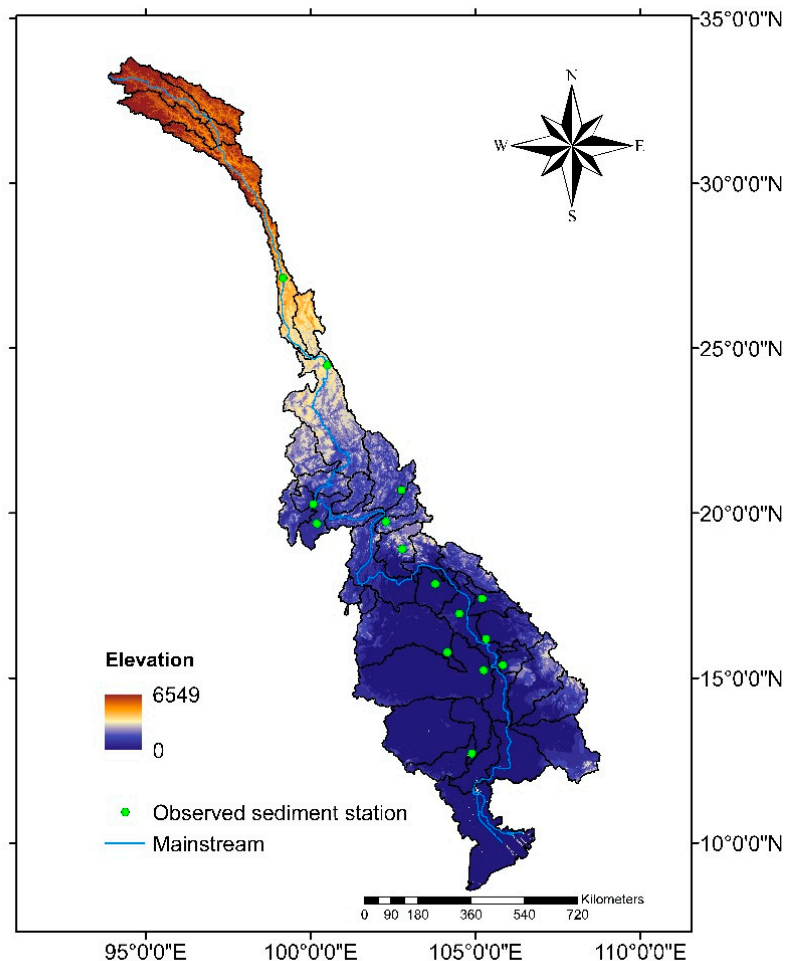 35°0'0"N
N
W E
S
30°0'0"N
25°0'0"N
20°0'0"N
15°0'0"N
10°0'0"N
Elevation
6549
0
Observed sediment station
Mainstream
Kilometers
0 90 180 360 540 720
95°0'0"E 100°0'0"E 105°0'0"E 110°0'0"E